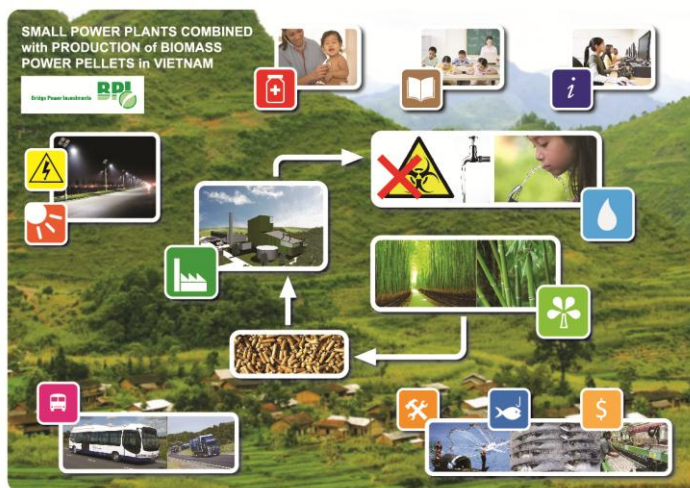 SMALL POWER PLANTS COMBINED
with PRODUCTION of BIOMASS
POWER PELLETS in VIETNAM
Bridge Power Investments
BPI
i
$